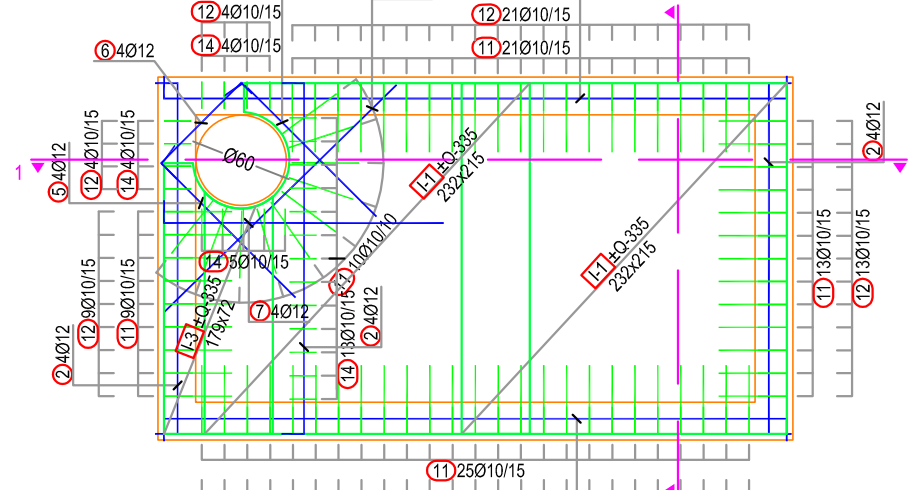 12 4Ø10/15
12 21Ø10/15
14 4Ø10/15
11 21Ø10/15
6 4Ø12
5 4Ø12
12 4Ø10/15
14 4Ø10/15
Ø60
I-1 ±Q-335
232x215
2 4Ø12
1
14 5Ø10/15
11 10Ø10/10
I-1 ±Q-335
232x215
11 13Ø10/15
12 13Ø10/15
12 9Ø10/15
11 9Ø10/15
I-3 ±Q-335
179x72
7 4Ø12
14 13Ø10/15
2 4Ø12
2 4Ø12
11 25Ø10/15